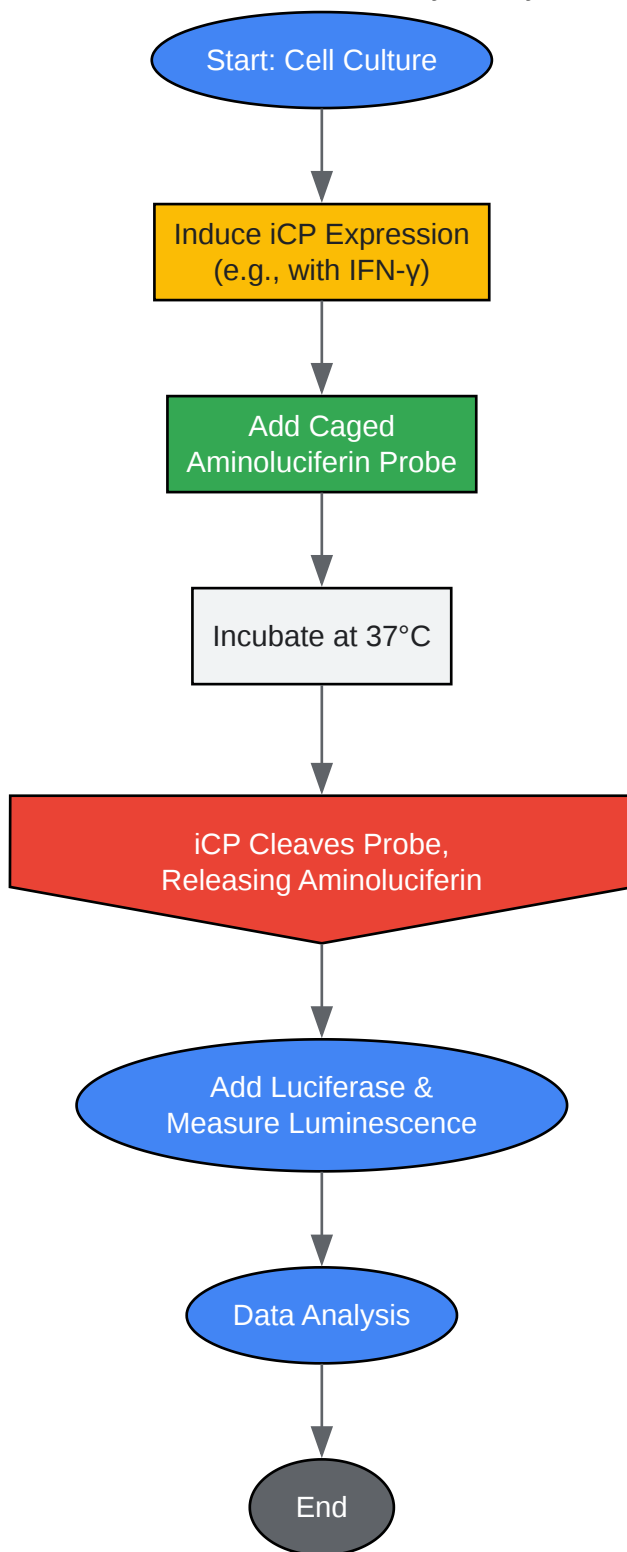 Start: Cell Culture
Induce iCP Expression
(e.g., with IFN-γ)
Add Caged
Aminoluciferin Probe
Incubate at 37°C
iCP Cleaves Probe,
Releasing Aminoluciferin
Add Luciferase &
Measure Luminescence
Data Analysis
End